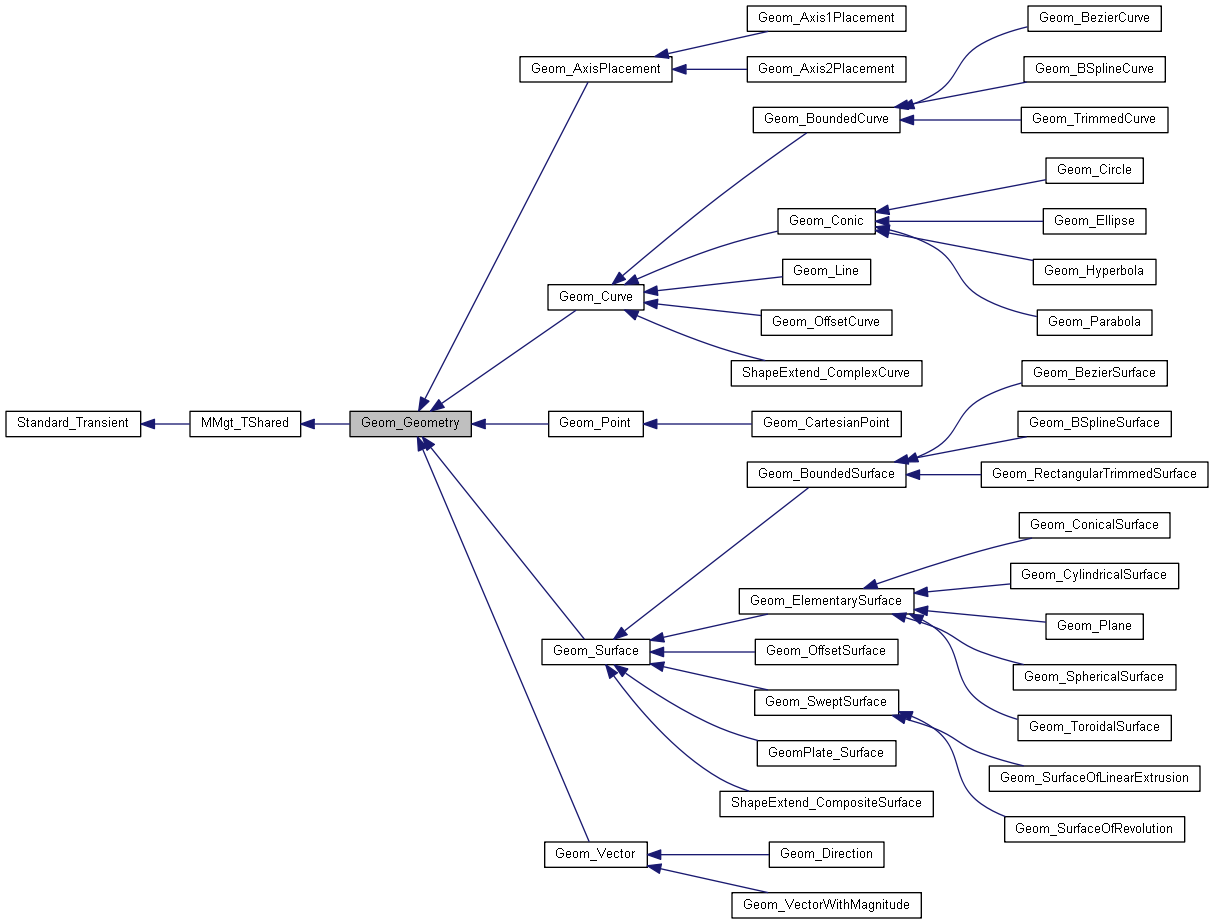 Geom_Axis1Placement
Geom_AxisPlacement
Geom_Axis2Placement
Geom_BezierCurve
Geom_BSplineCurve
Geom_BoundedCurve
Geom_TrimmedCurve
Geom_Circle
Geom_Conic
Geom_Ellipse
Geom_Line
Geom_Hyperbola
Geom_Curve
Geom_OffsetCurve
Geom_Parabola
ShapeExtend_ComplexCurve
Geom_BezierSurface
Standard_Transient
MMgt_TShared
Geom_Geometry
Geom_Point
Geom_CartesianPoint
Geom_BSplineSurface
Geom_BoundedSurface
Geom_RectangularTrimmedSurface
Geom_ConicalSurface
Geom_CylindricalSurface
Geom_ElementarySurface
Geom_Plane
Geom_Surface
Geom_OffsetSurface
Geom_SphericalSurface
Geom_SweptSurface
Geom_ToroidalSurface
GeomPlate_Surface
Geom_SurfaceOfLinearExtrusion
ShapeExtend_CompositeSurface
Geom_SurfaceOfRevolution
Geom_Vector
Geom_Direction
Geom_VectorWithMagnitude